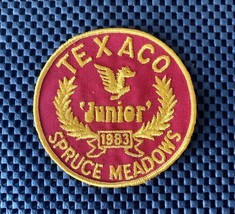 TEXACO
'Junior'
1983
SPRUCE MEADOWS